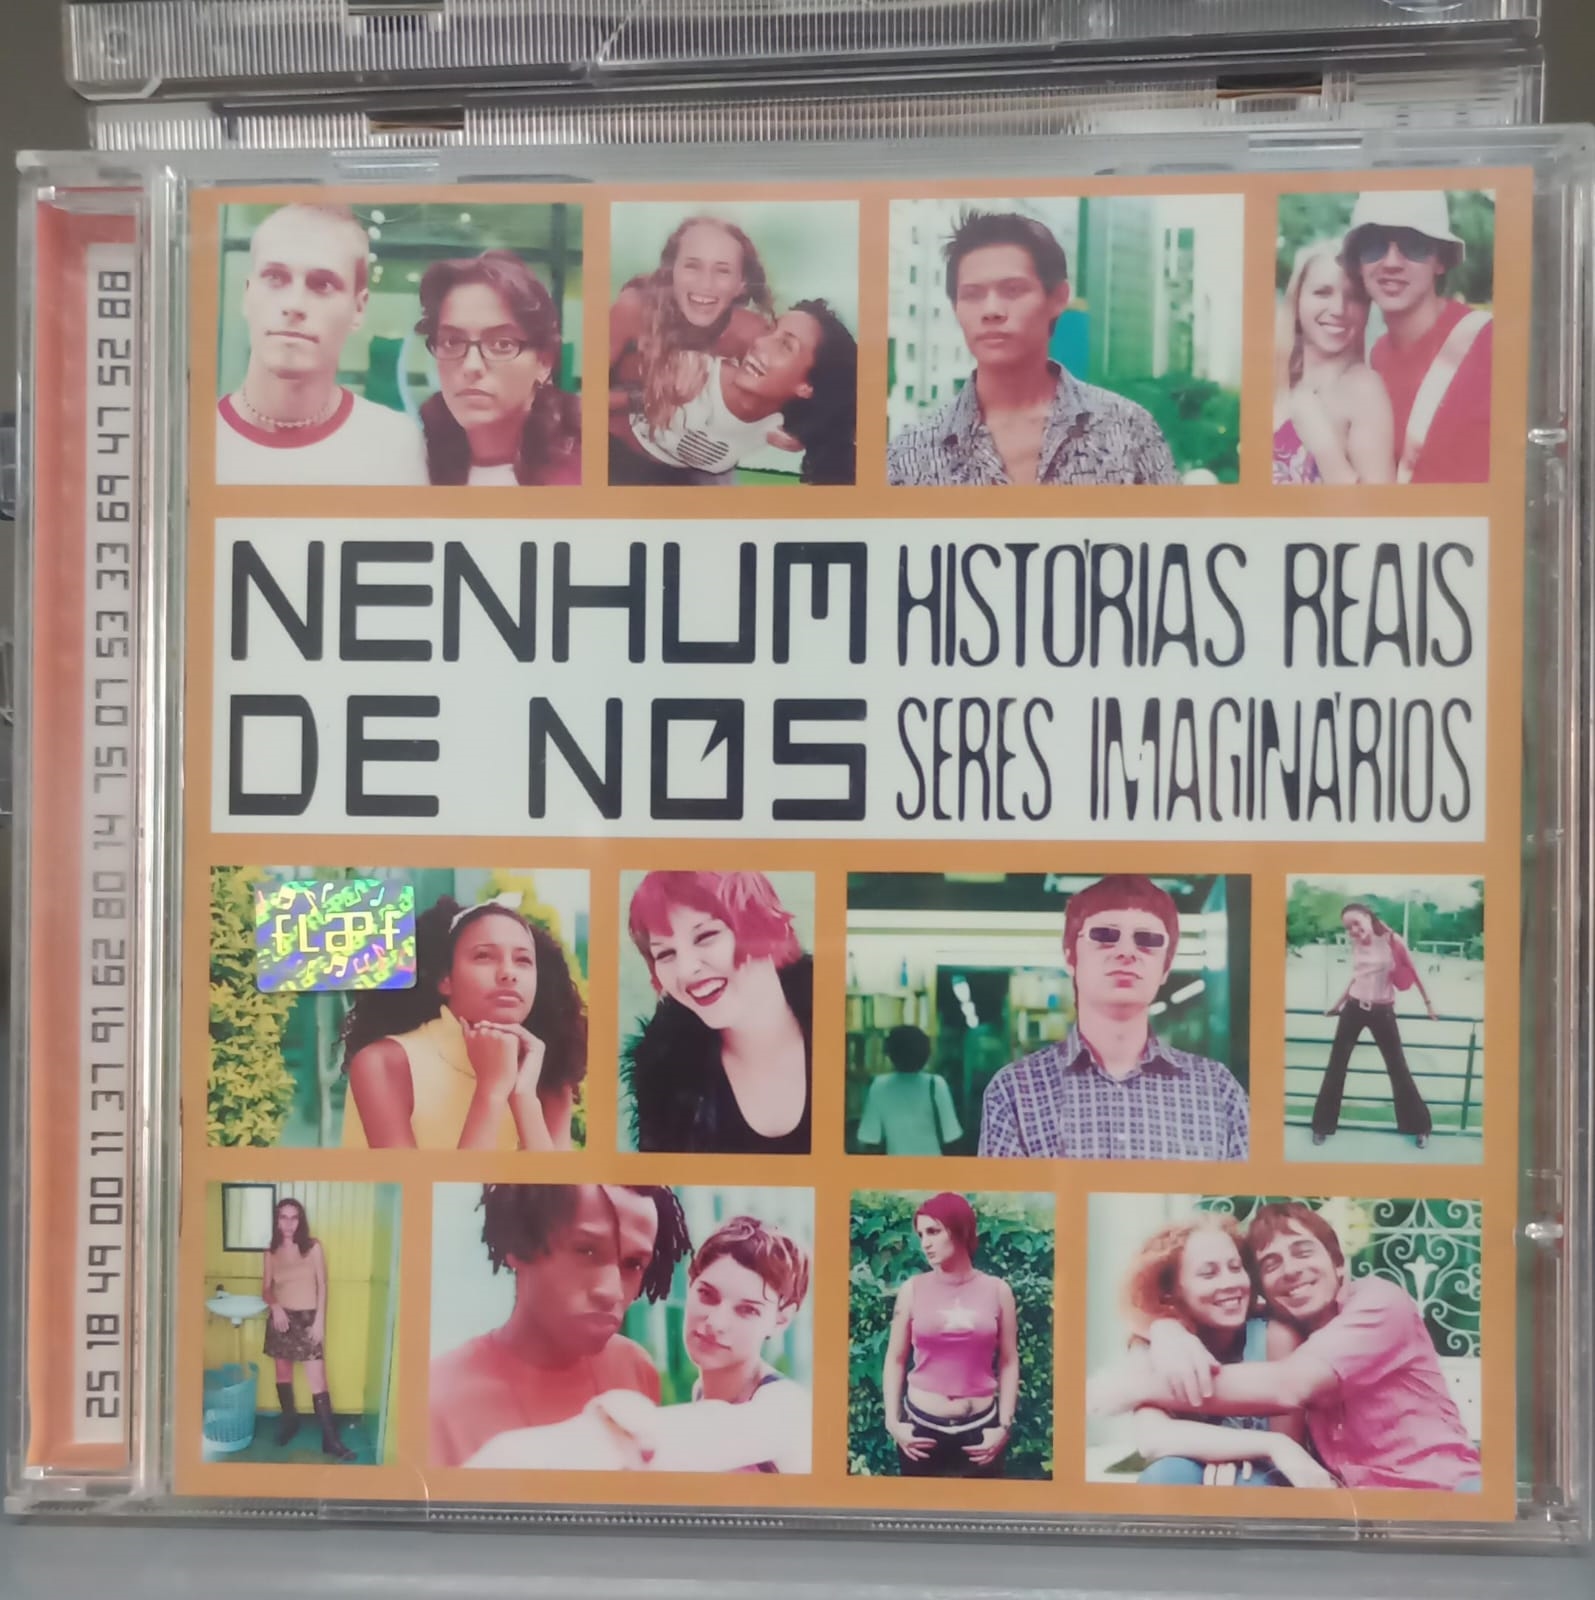 NENHUM HISTÓRIAS REAIS
DE NÓS SERES IMAGINÁRIOS
25 18 49 00 11 37 91 62 80 14 75 07 53 33 69 47 52 88